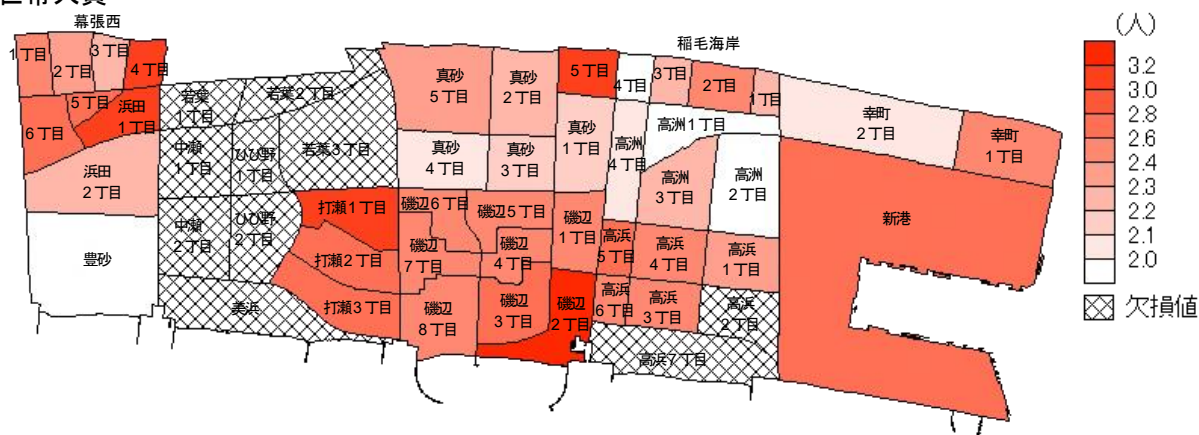 世帯人員
幕張西
1丁目
2丁目
3丁目
4丁目
5丁目
6丁目
浜田
1丁目
浜田
2丁目
豊砂
若葉
1丁目
若葉2丁目
若葉3丁目
中瀬
1丁目
ひび野
1丁目
中瀬
2丁目
ひび野
2丁目
美浜
打瀬1丁目
打瀬2丁目
打瀬3丁目
真砂
5丁目
真砂
2丁目
真砂
4丁目
真砂
3丁目
真砂
1丁目
磯辺6丁目
磯辺5丁目
磯辺
7丁目
磯辺
4丁目
磯辺
1丁目
磯辺
8丁目
磯辺
3丁目
磯辺
2丁目
稲毛海岸
5丁目
4丁目
3丁目
2丁目
1丁目
高洲1丁目
高洲
4丁目
高洲
3丁目
高洲
2丁目
高浜
5丁目
高浜
4丁目
高浜
1丁目
高浜
6丁目
高浜
3丁目
高浜
2丁目
高浜7丁目
幸町
2丁目
幸町
1丁目
新港
(人)
3.2
3.0
2.8
2.6
2.4
2.3
2.2
2.1
2.0
欠損値